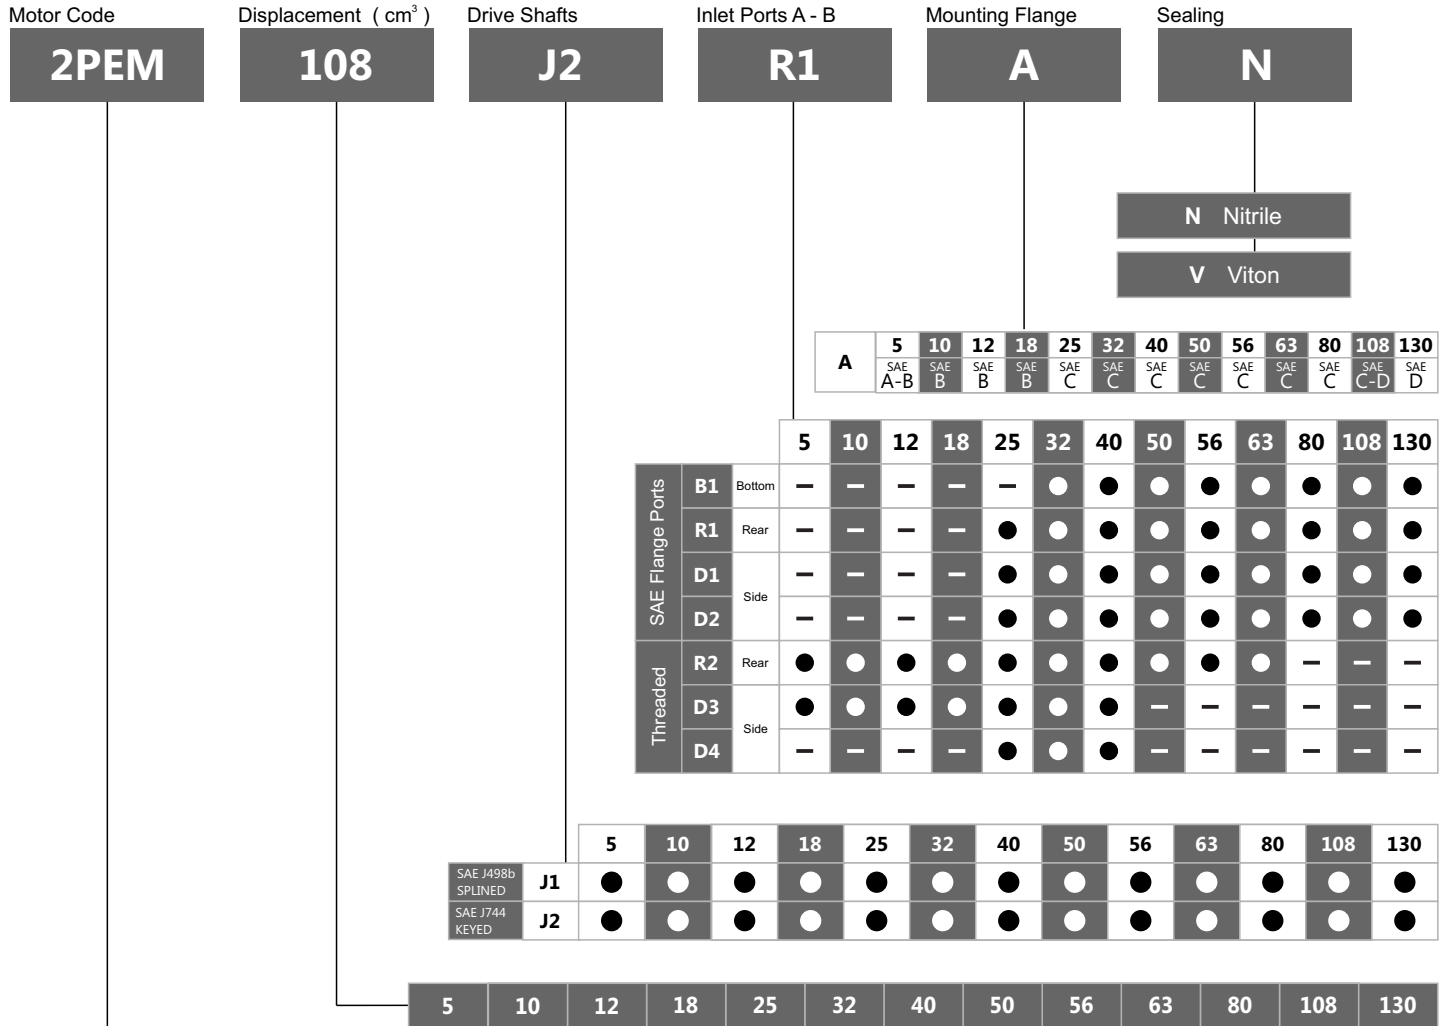 Motor Code Displacement ( cm³ ) Drive Shafts Inlet Ports A - B Mounting Flange Sealing
2PEM 108 J2 R1 A N
N Nitrile
V Viton
A 5 10 12 18 25 32 40 50 56 63 80 108 130
SAE A-B SAE B SAE B SAE B SAE C SAE C SAE C SAE C SAE C SAE C SAE C SAE C-D SAE D
5 10 12 18 25 32 40 50 56 63 80 108 130
SAE Flange Ports
B1 Bottom – – – – – ● ● ● ● ● ● ● ●
R1 Rear – – – – ● ● ● ● ● ● ● ● ●
D1 Side – – – – ● ● ● ● ● ● ● ● ●
D2 – – – – ● ● ● ● ● ● ● ● ●
Threaded
R2 Rear ● ● ● ● ● ● ● ● ● ● – – –
D3 Side ● ● ● ● ● ● ● – – – – – –
D4 – – – – ● ● ● – – – – – –
5 10 12 18 25 32 40 50 56 63 80 108 130
SAE J498b SPLINED J1 ● ● ● ● ● ● ● ● ● ● ● ● ●
SAE J744 KEYED J2 ● ● ● ● ● ● ● ● ● ● ● ● ●
5 10 12 18 25 32 40 50 56 63 80 108 130